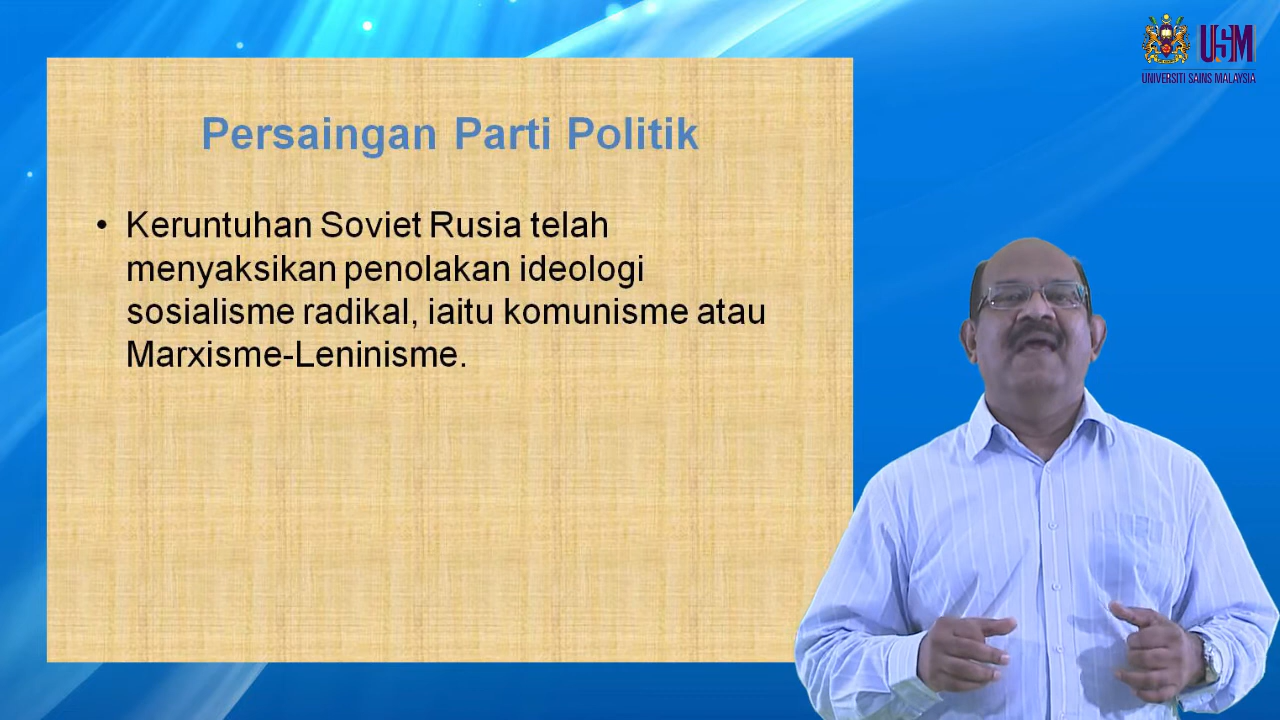 USM
UNIVERSITI SAINS MALAYSIA
Persaingan Parti Politik
• Keruntuhan Soviet Rusia telah
menyaksikan penolakan ideologi
sosialisme radikal, iaitu komunisme atau
Marxisme-Leninisme.